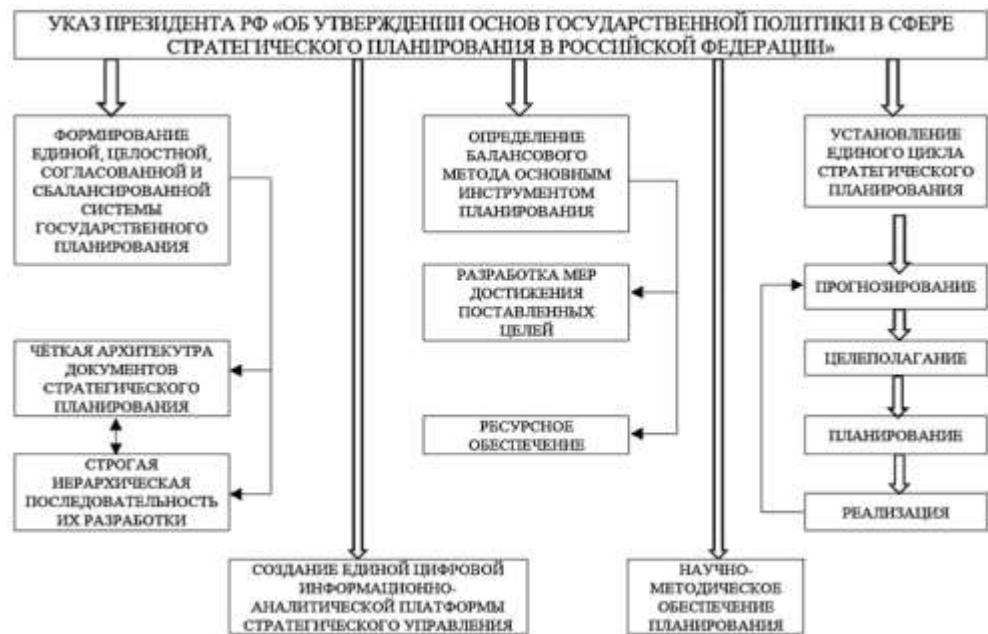 УКАЗ ПРЕЗИДЕНТА РФ «ОБ УТВЕРЖДЕНИИ ОСНОВ ГОСУДАРСТВЕННОЙ ПОЛИТИКИ В СФЕРЕ
СТРАТЕГИЧЕСКОГО ПЛАНИРОВАНИЯ В РОССИЙСКОЙ ФЕДЕРАЦИИ»
ФОРМИРОВАНИЕ
ЕДИНОЙ, ЦЕЛОСТНОЙ,
СОГЛАСОВАННОЙ И
СБАЛАНСИРОВАННОЙ
СИСТЕМЫ
ГОСУДАРСТВЕННОГО
ПЛАНИРОВАНИЯ
ЧЁТКАЯ АРХИТЕКУТРА
ДОКУМЕНТОВ
СТРАТЕГИЧЕСКОГО
ПЛАНИРОВАНИЯ
СТРОГАЯ
ИЕРАРХИЧЕСКАЯ
ПОСЛЕДОВАТЕЛЬНОСТЬ
ИХ РАЗРАБОТКИ
ОПРЕДЕЛЕНИЕ
БАЛАНСОВОГО
МЕТОДА ОСНОВНЫМ
ИНСТРУМЕНТОМ
ПЛАНИРОВАНИЯ
РАЗРАБОТКА МЕР
ДОСТИЖЕНИЯ
ПОСТАВЛЕННЫХ
ЦЕЛЕЙ
РЕСУРСНОЕ
ОБЕСПЕЧЕНИЕ
УСТАНОВЛЕНИЕ
ЕДИНОГО ЦИКЛА
СТРАТЕГИЧЕСКОГО
ПЛАНИРОВАНИЯ
ПРОГНОЗИРОВАНИЕ
ЦЕЛЕПОЛАГАНИЕ
ПЛАНИРОВАНИЕ
РЕАЛИЗАЦИЯ
СОЗДАНИЕ ЕДИНОЙ ЦИФРОВОЙ
ИНФОРМАЦИОННО-
АНАЛИТИЧЕСКОЙ ПЛАТФОРМЫ
СТРАТЕГИЧЕСКОГО УПРАВЛЕНИЯ
НАУЧНО-
МЕТОДИЧЕСКОЕ
ОБЕСПЕЧЕНИЕ
ПЛАНИРОВАНИЯ